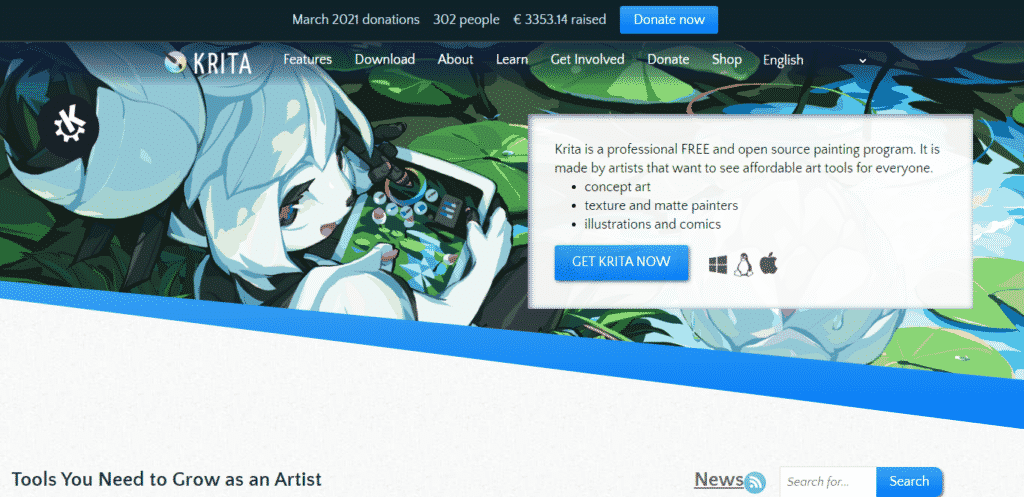 March 2021 donations 302 people € 3353.14 raised Donate now
KRITA Features Download About Learn Get Involved Donate Shop English
K
Krita is a professional FREE and open source painting program. It is
made by artists that want to see affordable art tools for everyone.
• concept art
• texture and matte painters
• illustrations and comics
GET KRITA NOW
Tools You Need to Grow as an Artist
News Search for... Search